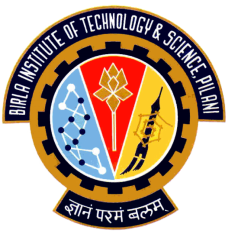 BIRLA INSTITUTE OF TECHNOLOGY & SCIENCE, PILANI
ज्ञानं परमं बलम्